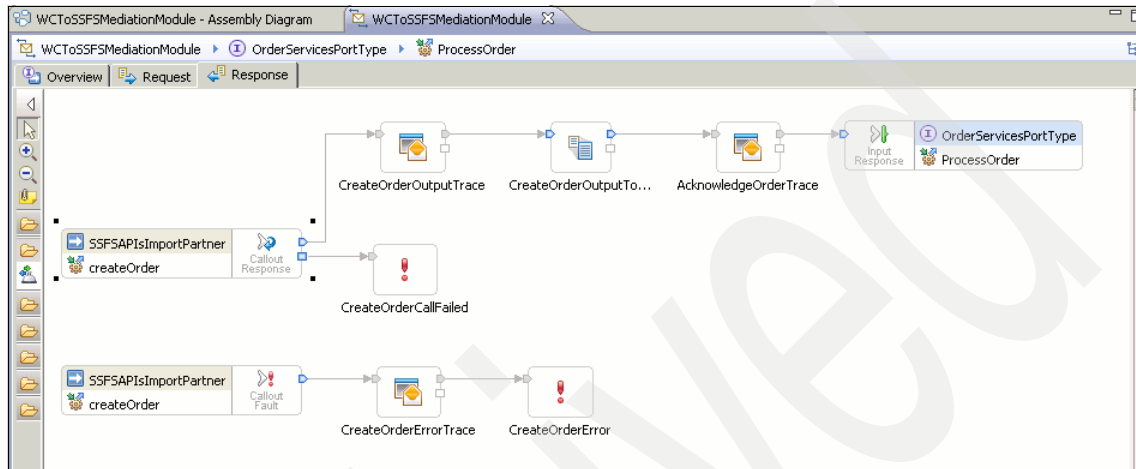 WCToSSFSMediationModule - Assembly Diagram
WCToSSFSMediationModule
WCToSSFSMediationModule
OrderServicesPortType
ProcessOrder
Overview
Request
Response
CreateOrderOutputTrace
CreateOrderOutputTo...
AcknowledgeOrderTrace
Input
Response
OrderServicesPortType
ProcessOrder
SSFSAPIsImportPartner
createOrder
Callout
Response
CreateOrderCallFailed
SSFSAPIsImportPartner
createOrder
Callout
Fault
CreateOrderErrorTrace
CreateOrderError